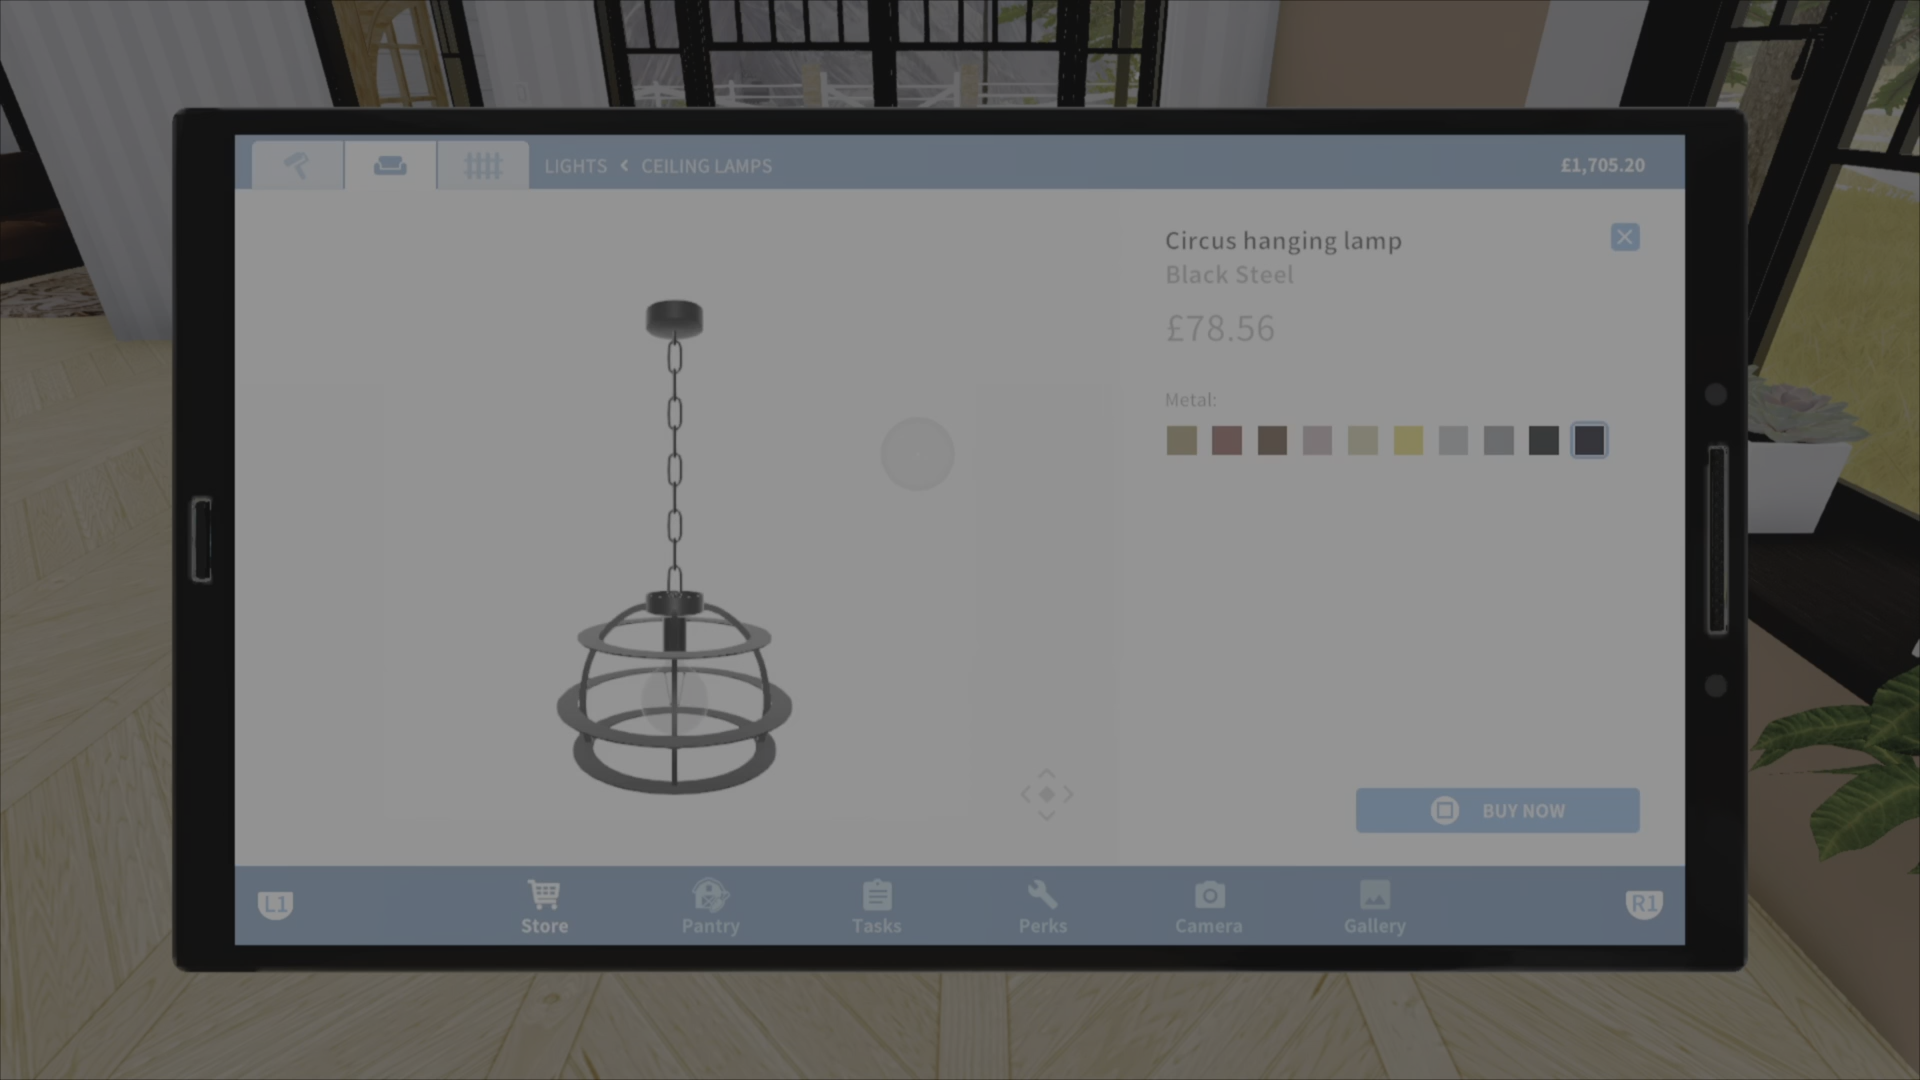 LIGHTS < CEILING LAMPS
£1,705.20
Circus hanging lamp
Black Steel
£78.56
Metal:
BUY NOW
L1
Store
Pantry
Tasks
Perks
Camera
Gallery
R1